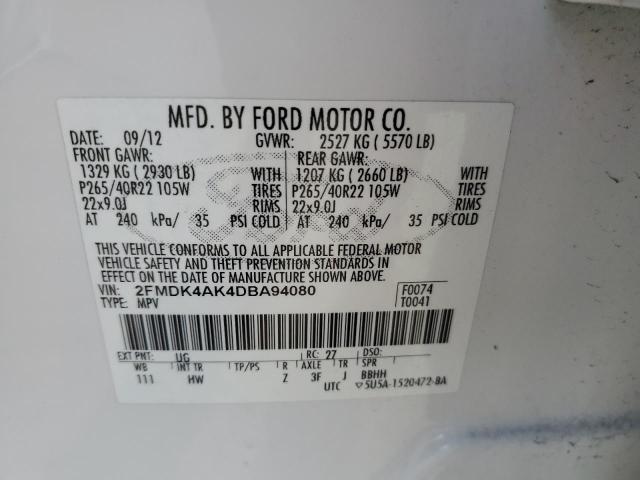 MFD. BY FORD MOTOR CO.
DATE: 09/12 GVWR: 2527 KG ( 5570 LB)
FRONT GAWR: REAR GAWR:
1329 KG ( 2930 LB) WITH 1207 KG ( 2660 LB) WITH
P265/40R22 105W TIRES P265/40R22 105W TIRES
22x9.0J RIMS 22x9.0J RIMS
AT 240 kPa/ 35 PSI COLD AT 240 kPa/ 35 PSI COLD
THIS VEHICLE CONFORMS TO ALL APPLICABLE FEDERAL MOTOR
VEHICLE SAFETY AND THEFT PREVENTION STANDARDS IN
EFFECT ON THE DATE OF MANUFACTURE SHOWN ABOVE.
VIN: 2FMDK4AK4DBA94080 F0074
TYPE: MPV T0041
EXT PNT: UG RC: 27 DSO:
WB INT TR TP/PS R AXLE TR SPR
111 HW Z 3F J BBHH
UTC ▽5U5A-1520472-BA